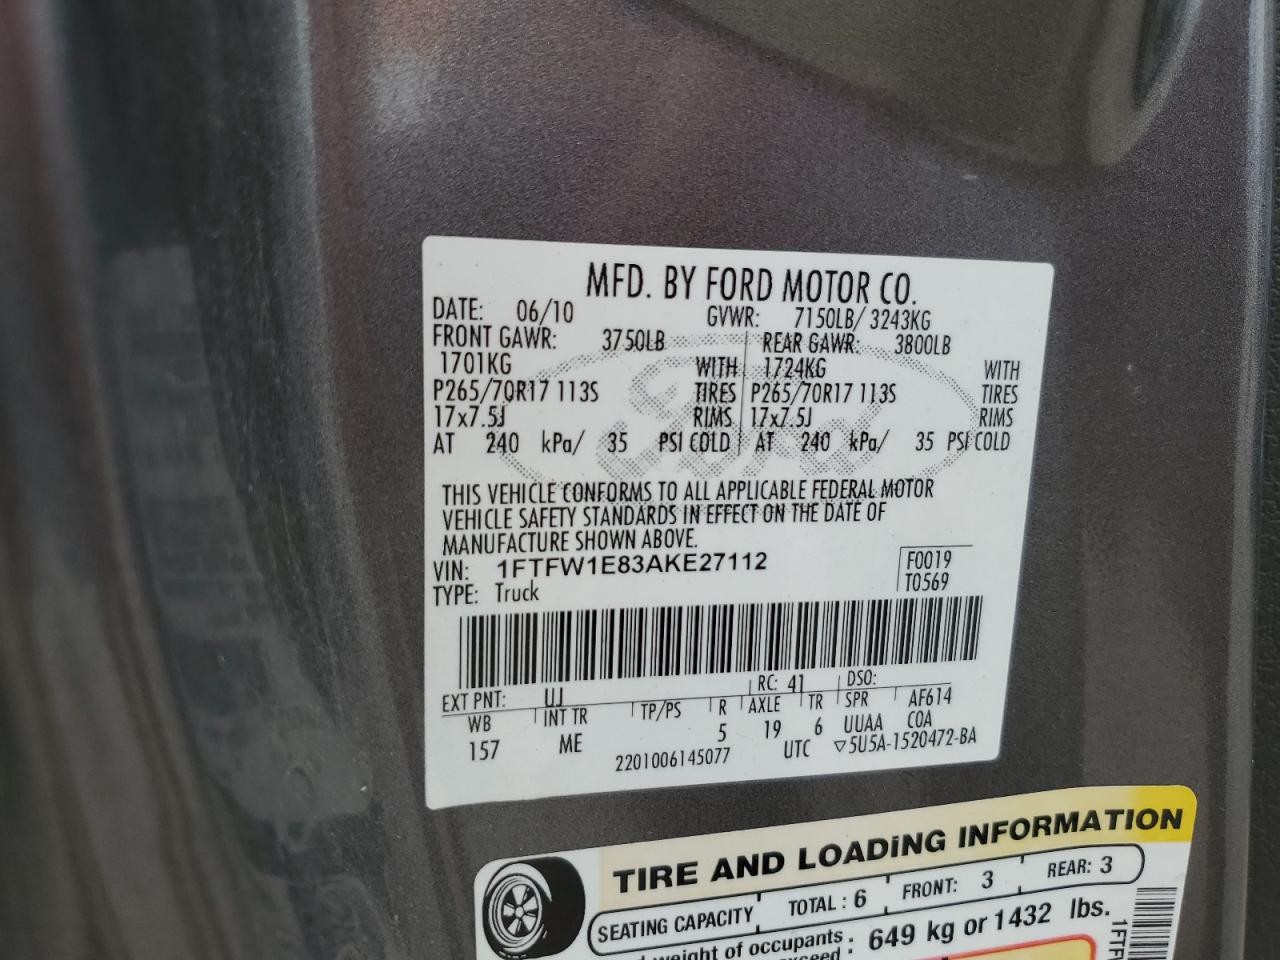 MFD. BY FORD MOTOR CO.
DATE: 06/10 GVWR: 7150LB/ 3243KG
FRONT GAWR: 3750LB REAR GAWR: 3800LB
1701KG WITH 1724KG WITH
P265/70R17 113S TIRES P265/70R17 113S TIRES
17x7.5J RIMS 17x7.5J RIMS
AT 240 kPa/ 35 PSI COLD AT 240 kPa/ 35 PSI COLD
Ford
THIS VEHICLE CONFORMS TO ALL APPLICABLE FEDERAL MOTOR
VEHICLE SAFETY STANDARDS IN EFFECT ON THE DATE OF
MANUFACTURE SHOWN ABOVE.
VIN: 1FTFW1E83AKE27112 F0019
TYPE: Truck T0569
EXT PNT: UJ RC: 41 DSO:
WB INT TR TP/PS R AXLE TR SPR AF614
157 ME 5 19 6 UUAA COA
2201006145077 UTC ▽5U5A-1520472-BA
TIRE AND LOADiNG INFORMATION
SEATING CAPACITY TOTAL : 6 FRONT: 3 REAR: 3
weight of occupants : 649 kg or 1432 lbs.
1FTF